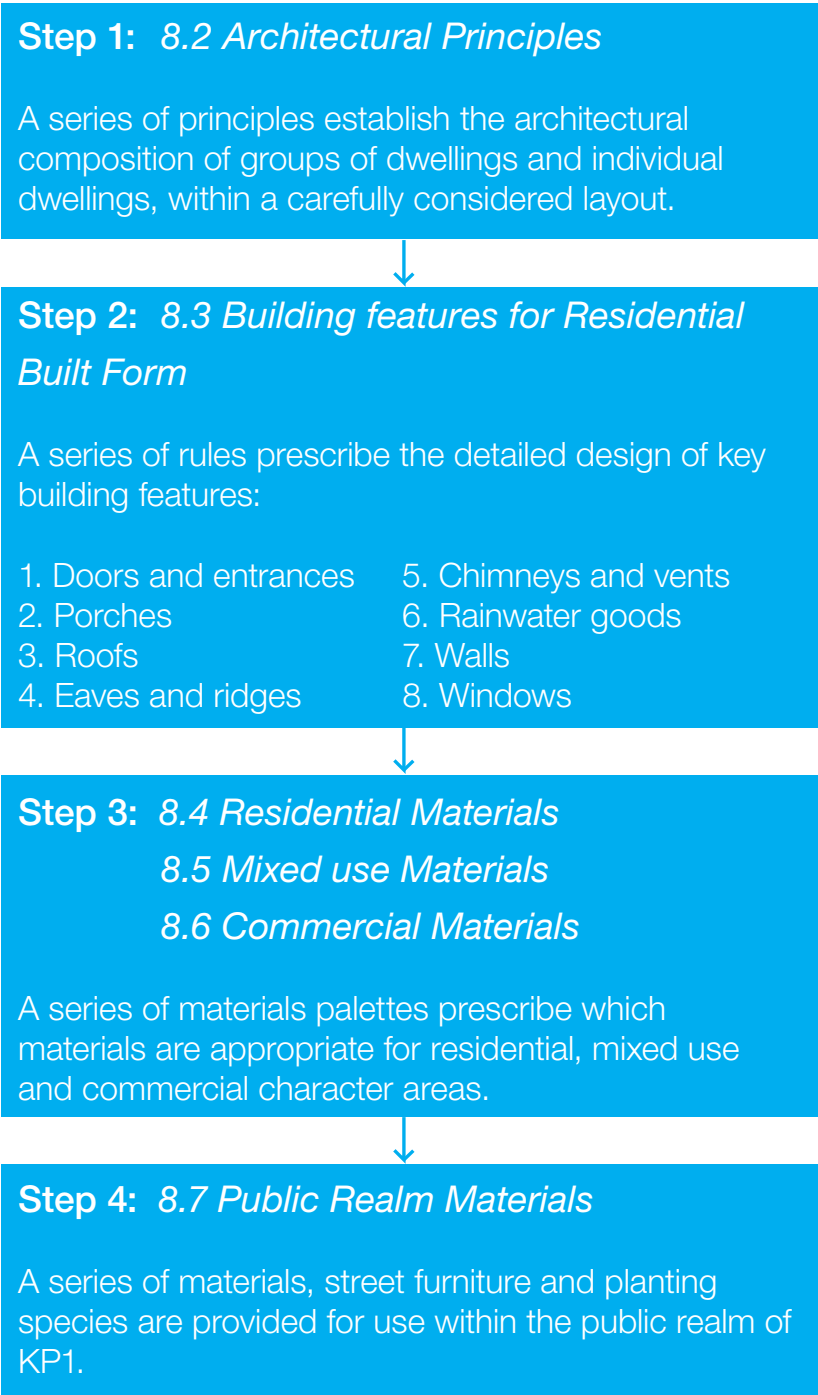 Step 1: 8.2 Architectural Principles
A series of principles establish the architectural
composition of groups of dwellings and individual
dwellings, within a carefully considered layout.
Step 2: 8.3 Building features for Residential
Built Form
A series of rules prescribe the detailed design of key
building features:
1. Doors and entrances
2. Porches
3. Roofs
4. Eaves and ridges
5. Chimneys and vents
6. Rainwater goods
7. Walls
8. Windows
Step 3: 8.4 Residential Materials
8.5 Mixed use Materials
8.6 Commercial Materials
A series of materials palettes prescribe which
materials are appropriate for residential, mixed use
and commercial character areas.
Step 4: 8.7 Public Realm Materials
A series of materials, street furniture and planting
species are provided for use within the public realm of
KP1.